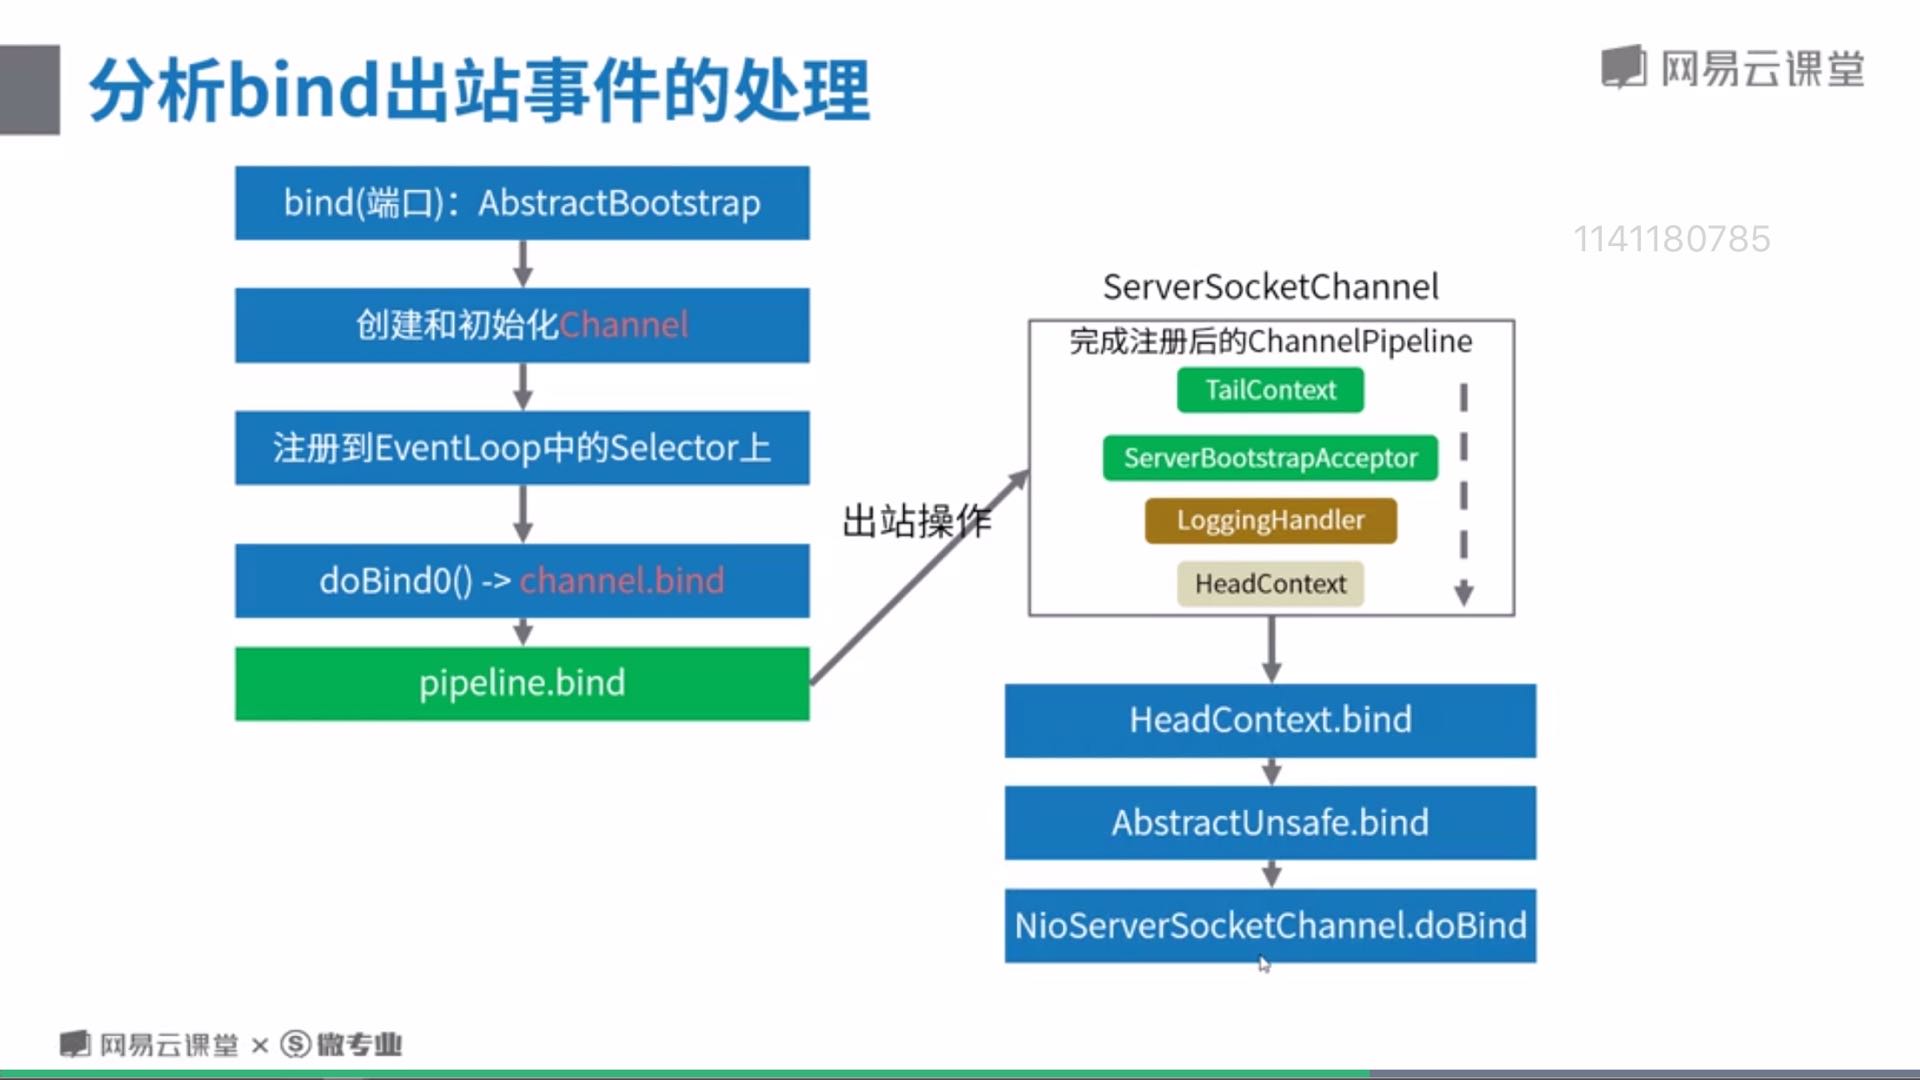 分析bind出站事件的处理
网易云课堂
bind(端口)：AbstractBootstrap
创建和初始化Channel
注册到EventLoop中的Selector上
doBind0() -> channel.bind
pipeline.bind
出站操作
1141180785
ServerSocketChannel
完成注册后的ChannelPipeline
TailContext
ServerBootstrapAcceptor
LoggingHandler
HeadContext
HeadContext.bind
AbstractUnsafe.bind
NioServerSocketChannel.doBind
网易云课堂 × Ⓢ微专业